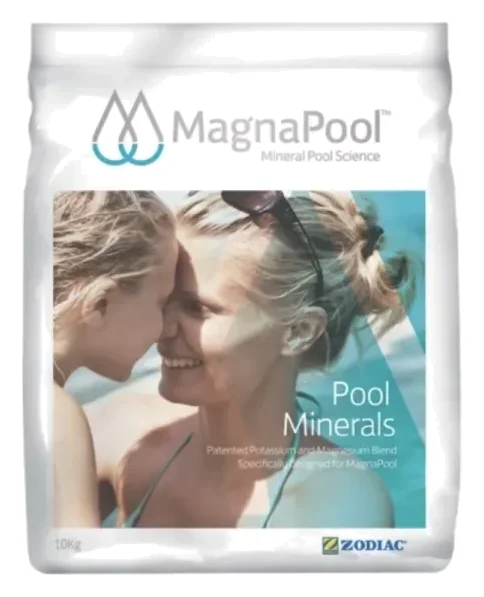 MagnaPool™
Mineral Pool Science
Pool
Minerals
Patented Potassium and Magnesium Blend
Specifically designed for MagnaPool
10Kg
ZODIAC®